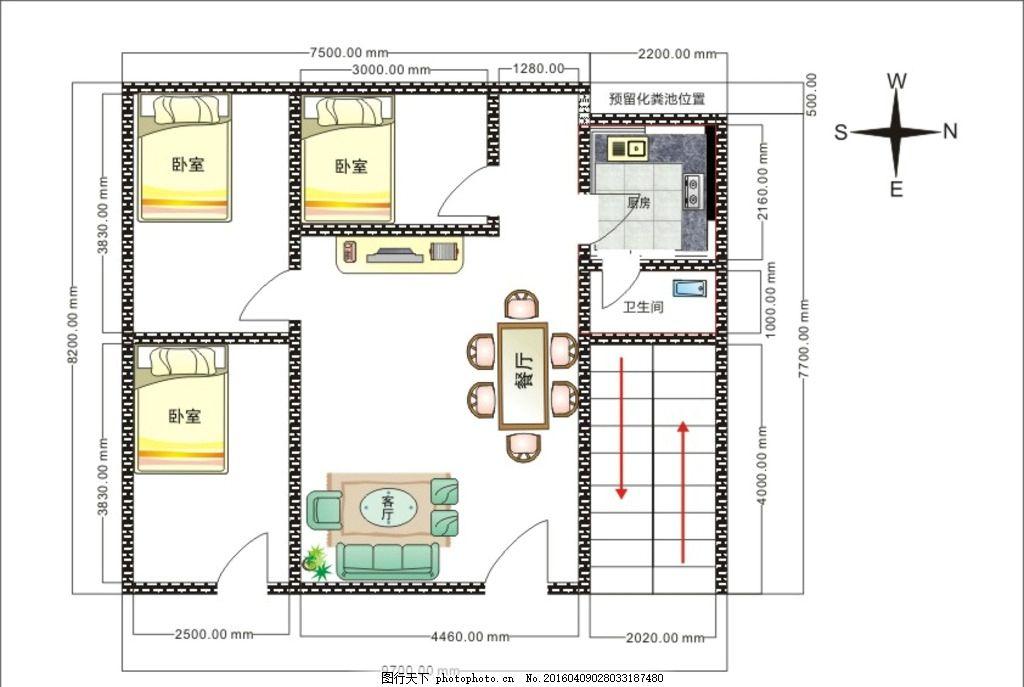 7500.00 mm
2200.00 mm
3000.00 mm
1280.00 mm
500.00
预留化粪池位置
W
S
N
E
卧室
卧室
厨房
3830.00 mm
2160.00 mm
8200.00 mm
卫生间
1000.00 mm
7700.00 mm
餐厅
卧室
3830.00 mm
4000.00 mm
客厅
2500.00 mm
4460.00 mm
2020.00 mm
9700.00 mm
图行天下 photophoto.cn No.20160409028033187480